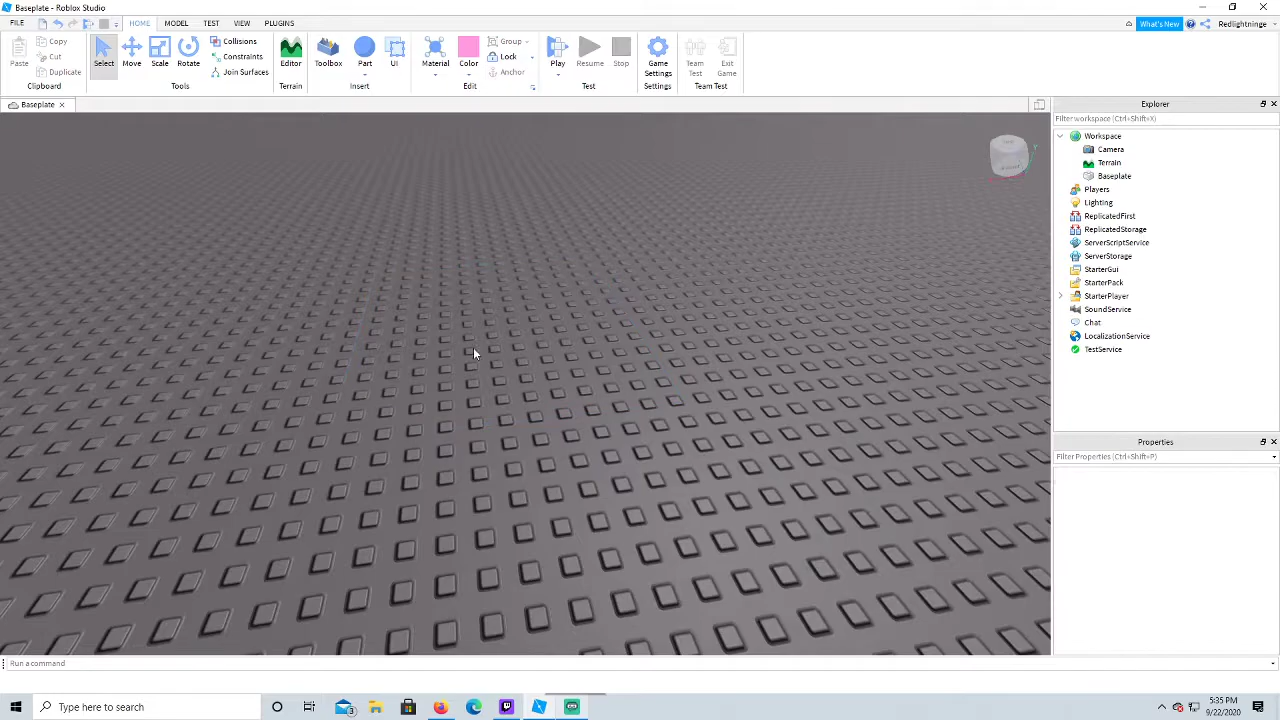 Baseplate - Roblox Studio
FILE HOME MODEL TEST VIEW PLUGINS What's New Redlightninge
Paste Copy Cut Duplicate
Clipboard
Select Move Scale Rotate Collisions Constraints Join Surfaces
Tools
Editor
Terrain
Toolbox Part UI
Insert
Material Color Group Lock Anchor
Edit
Play Resume Stop
Test
Game Settings
Settings
Team Test Exit Game
Team Test
Baseplate
Explorer
Filter workspace (Ctrl+Shift+X)
Workspace
Camera
Terrain
Baseplate
Players
Lighting
ReplicatedFirst
ReplicatedStorage
ServerScriptService
ServerStorage
StarterGui
StarterPack
StarterPlayer
SoundService
Chat
LocalizationService
TestService
Properties
Filter Properties (Ctrl+Shift+P)
Y
Run a command
Type here to search
3
5:35 PM
9/22/2020